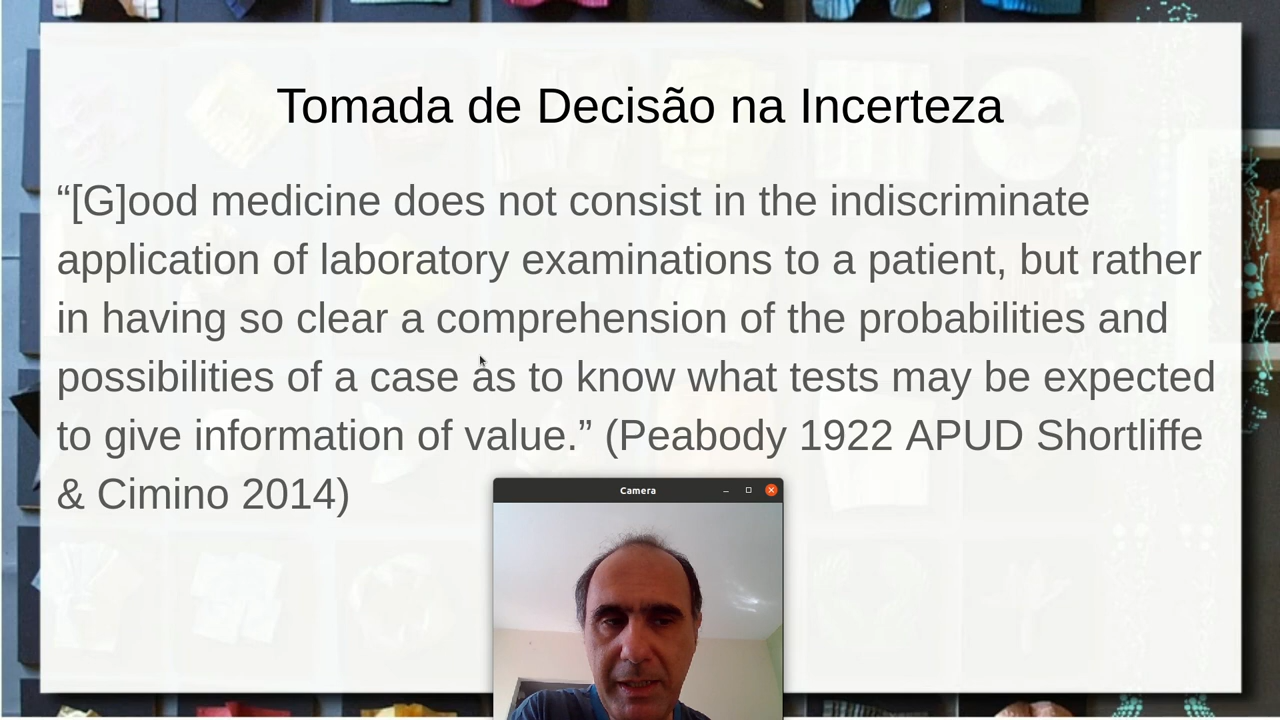 Tomada de Decisão na Incerteza
“[G]ood medicine does not consist in the indiscriminate
application of laboratory examinations to a patient, but rather
in having so clear a comprehension of the probabilities and
possibilities of a case as to know what tests may be expected
to give information of value.” (Peabody 1922 APUD Shortliffe
& Cimino 2014)
Camera